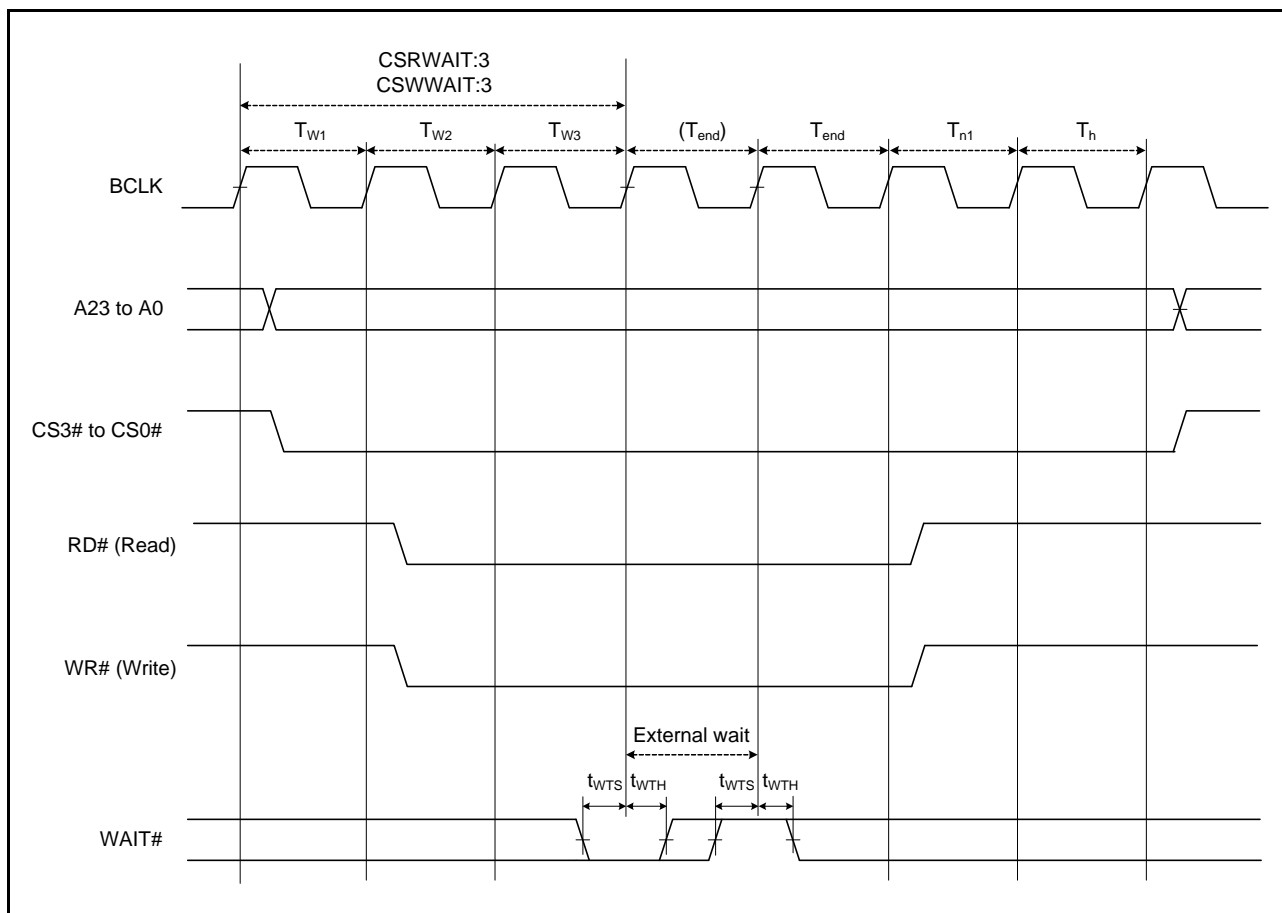 CSRWAIT:3
CSWWAIT:3
TW1 TW2 TW3 (Tend) Tend Tn1 Th
BCLK
A23 to A0
CS3# to CS0#
RD# (Read)
WR# (Write)
External wait
tWTS tWTH tWTS tWTH
WAIT#